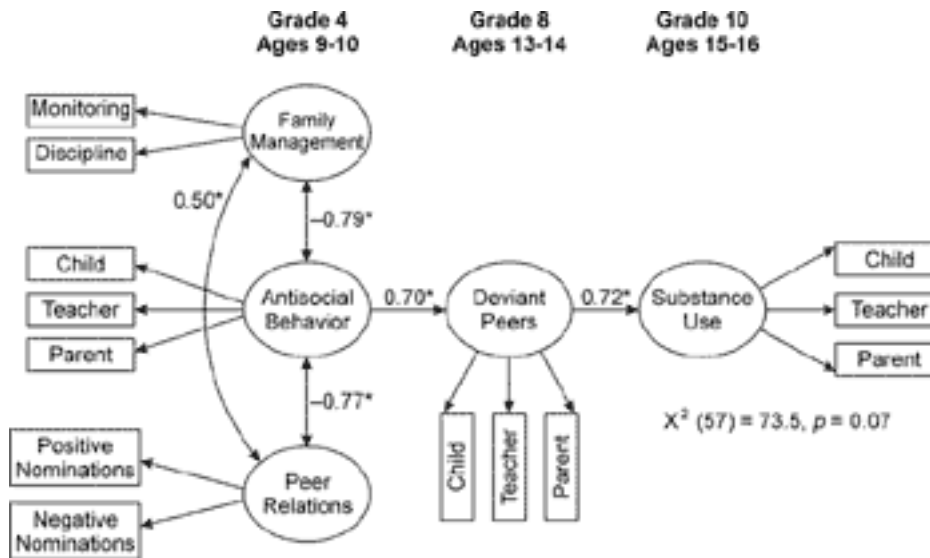 Grade 4
Ages 9-10
Grade 8
Ages 13-14
Grade 10
Ages 15-16
Monitoring
Discipline
Family
Management
0.50*
–0.79*
Child
Teacher
Parent
Antisocial
Behavior
0.70*
Deviant
Peers
0.72*
Substance
Use
Child
Teacher
Parent
–0.77*
Positive
Nominations
Negative
Nominations
Peer
Relations
Child
Teacher
Parent
X² (57) = 73.5, p = 0.07